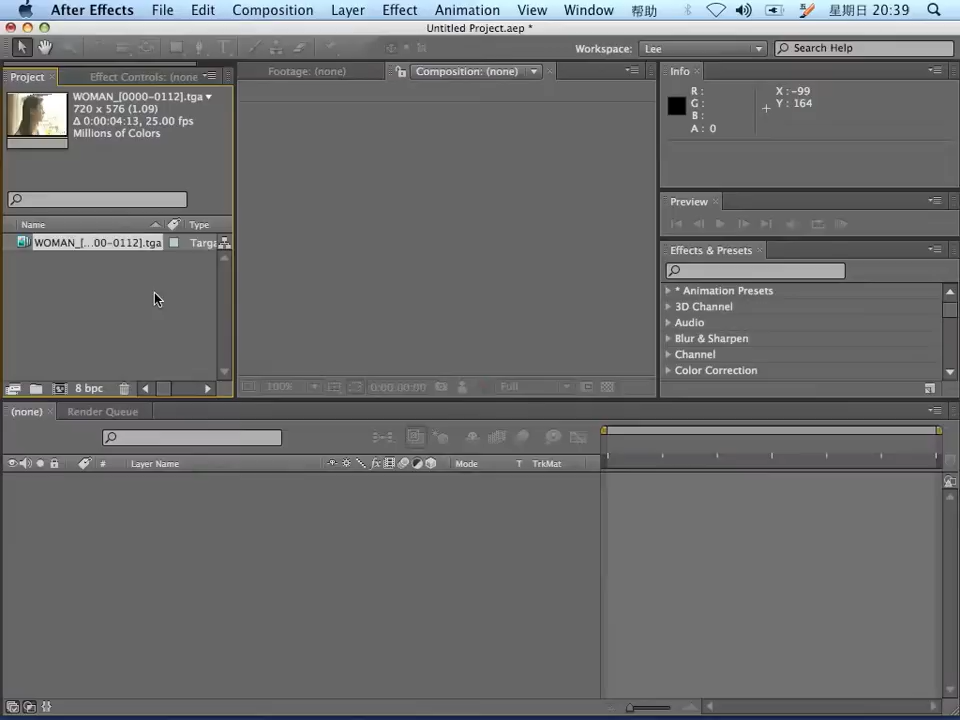 After Effects File Edit Composition Layer Effect Animation View Window 帮助 星期日 20:39
Untitled Project.aep *
Workspace: Lee Search Help
Project Effect Controls: (none Footage: (none) Composition: (none) Info
WOMAN_[0000-0112].tga
720 x 576 (1.09)
Δ 0:00:04:13, 25.00 fps
Millions of Colors
R :
G :
B :
A : 0
X : -99
Y : 164
Preview
Name Type
WOMAN_[...00-0112].tga Targa
Effects & Presets
* Animation Presets
3D Channel
Audio
Blur & Sharpen
Channel
Color Correction
8 bpc 100% 0:00:00:00 Full
(none) Render Queue
# Layer Name fx Mode T TrkMat